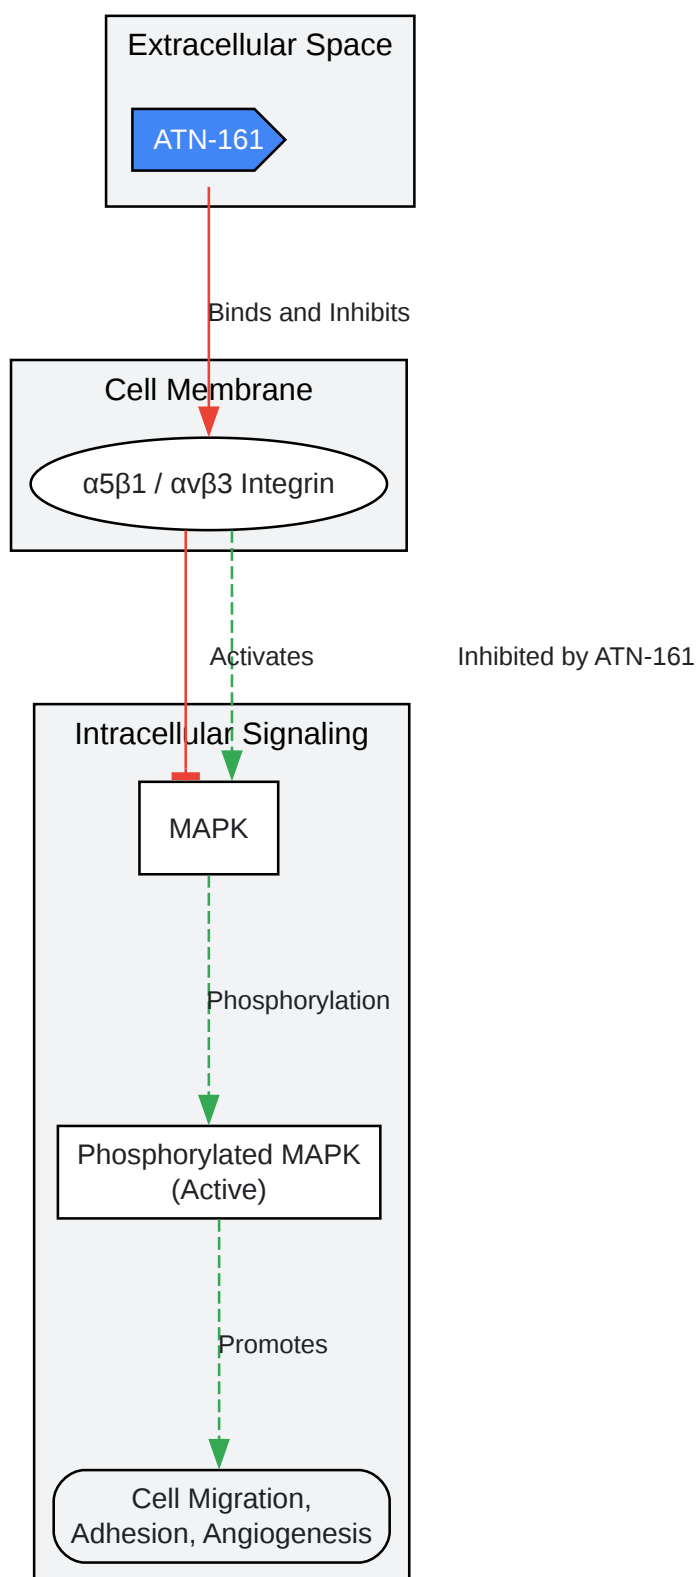 Extracellular Space
ATN-161
Binds and Inhibits
Cell Membrane
α5β1 / αvβ3 Integrin
Activates
Inhibited by ATN-161
Intracellular Signaling
MAPK
Phosphorylation
Phosphorylated MAPK
(Active)
Promotes
Cell Migration,
Adhesion, Angiogenesis